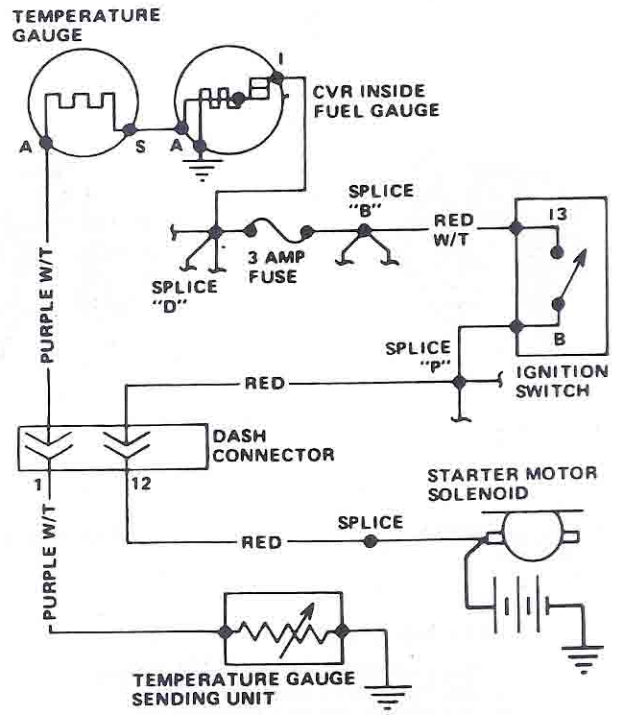 TEMPERATURE
GAUGE
I
CVR INSIDE
FUEL GAUGE
A
S
A
SPLICE
"B"
RED
W/T
I3
3 AMP
FUSE
SPLICE
"D"
PURPLE W/T
B
SPLICE
"P"
IGNITION
SWITCH
RED
DASH
CONNECTOR
1
12
STARTER MOTOR
SOLENOID
SPLICE
RED
PURPLE W/T
TEMPERATURE GAUGE
SENDING UNIT